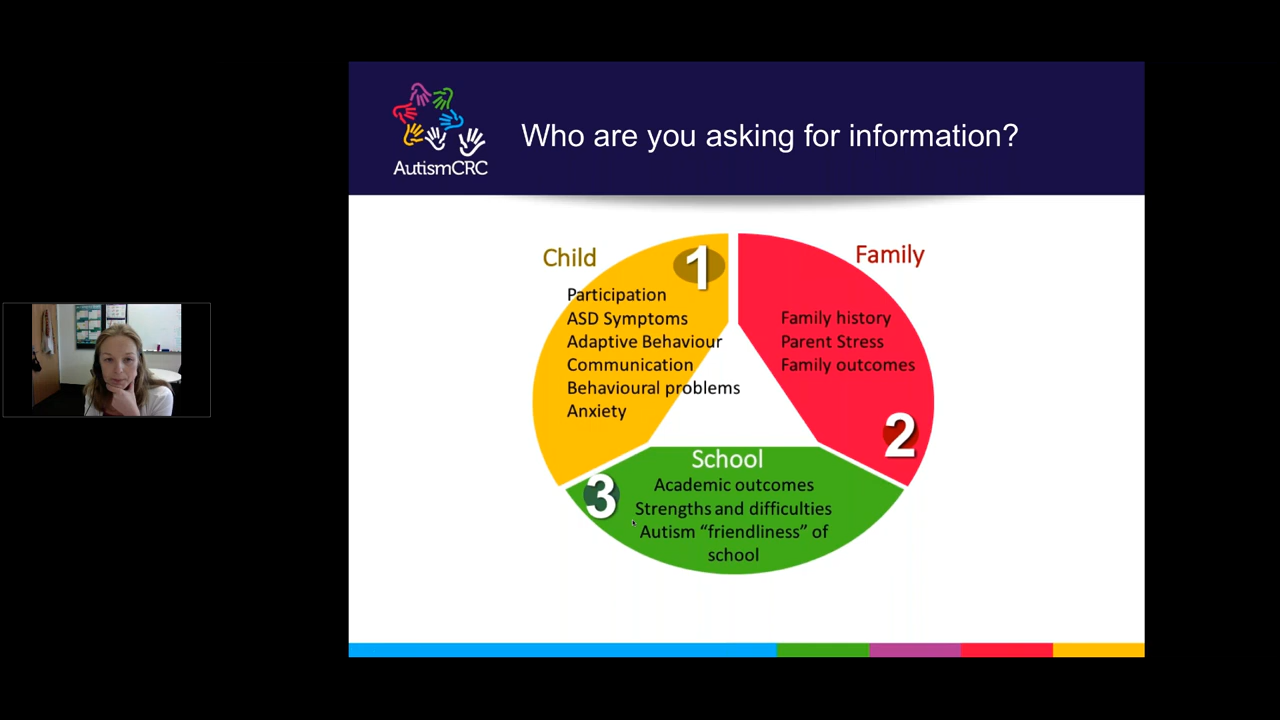 AutismCRC
Who are you asking for information?
Child
1
Participation
ASD Symptoms
Adaptive Behaviour
Communication
Behavioural problems
Anxiety
Family
Family history
Parent Stress
Family outcomes
2
School
3
Academic outcomes
Strengths and difficulties
Autism “friendliness” of
school